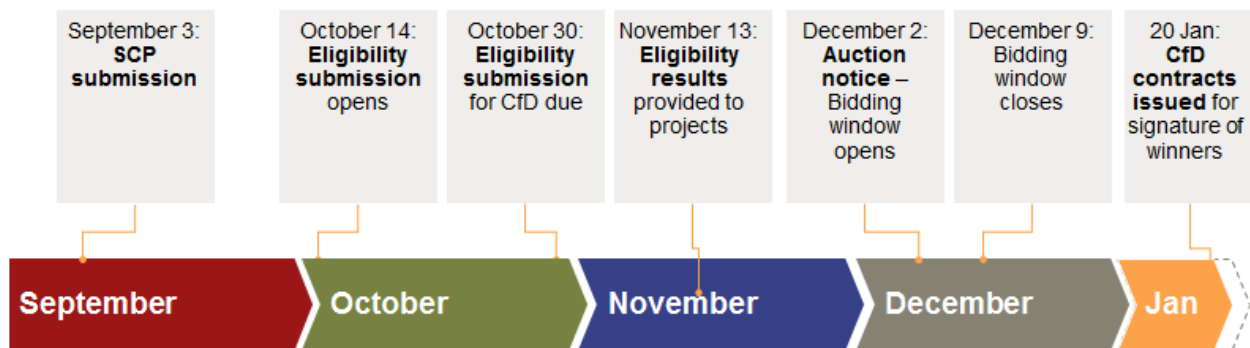 September 3:
SCP
submission
October 14:
Eligibility
submission
opens
October 30:
Eligibility
submission
for CfD due
November 13:
Eligibility
results
provided to
projects
December 2:
Auction
notice –
Bidding
window
opens
December 9:
Bidding
window
closes
20 Jan:
CfD
contracts
issued for
signature of
winners
September
October
November
December
Jan